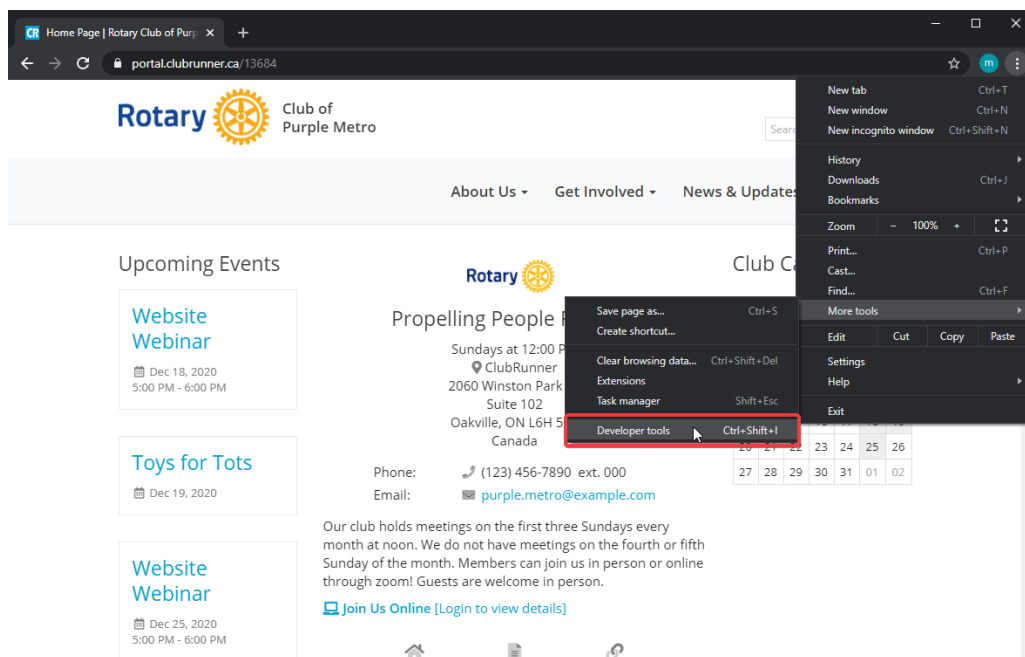 CR Home Page | Rotary Club of Purp
portal.clubrunner.ca/13684
m
Rotary
Club of
Purple Metro
About Us
Get Involved
News & Updates
New tab Ctrl+T
New window Ctrl+N
New incognito window Ctrl+Shift+N
History
Downloads Ctrl+J
Bookmarks
Zoom - 100% +
Print... Ctrl+P
Cast...
Find... Ctrl+F
More tools
Edit Cut Copy Paste
Settings
Help
Exit
Save page as... Ctrl+S
Create shortcut...
Clear browsing data... Ctrl+Shift+Del
Extensions
Task manager Shift+Esc
Developer tools Ctrl+Shift+I
Upcoming Events
Website
Webinar
Dec 18, 2020
5:00 PM - 6:00 PM
Toys for Tots
Dec 19, 2020
Website
Webinar
Dec 25, 2020
5:00 PM - 6:00 PM
Rotary
Propelling People
Sundays at 12:00 P
ClubRunner
2060 Winston Park
Suite 102
Oakville, ON L6H 5
Canada
Phone: (123) 456-7890 ext. 000
Email: purple.metro@example.com
Our club holds meetings on the first three Sundays every
month at noon. We do not have meetings on the fourth or fifth
Sunday of the month. Members can join us in person or online
through zoom! Guests are welcome in person.
Join Us Online [Login to view details]
Club Ca
20 21 22 23 24 25 26
27 28 29 30 31 01 02